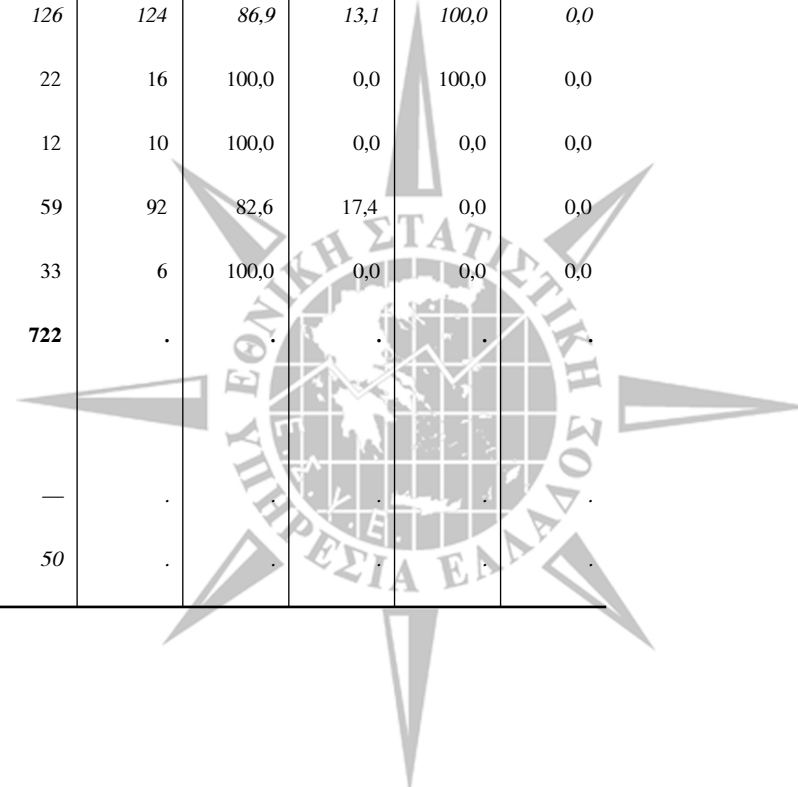 126 124 86,9 13,1 100,0 0,0
22 16 100,0 0,0 100,0 0,0
12 10 100,0 0,0 0,0 0,0
59 92 82,6 17,4 0,0 0,0
33 6 100,0 0,0 0,0 0,0
722 . . . . .
— . . . . .
50 . . . . .
ΕΘΝΙΚΗ ΣΤΑΤΙΣΤΙΚΗ
ΥΠΗΡΕΣΙΑ ΕΛΛΑΔΟΣ
Ε.Σ.Υ.Ε.